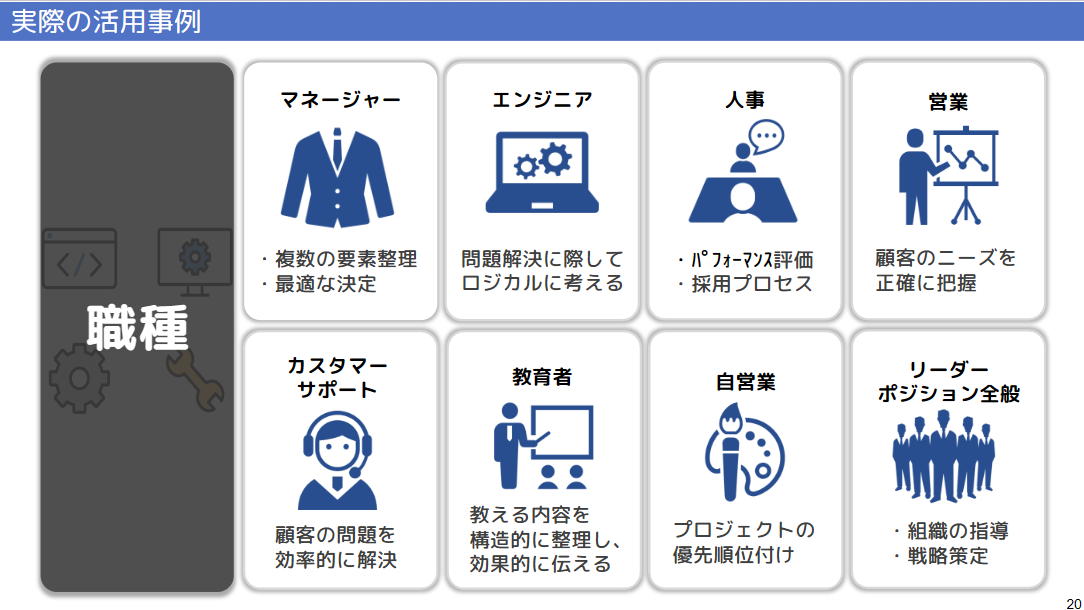 実際の活用事例
職種
マネージャー
・複数の要素整理
・最適な決定
エンジニア
問題解決に際して
ロジカルに考える
人事
・ﾊﾟﾌｫｰﾏﾝｽ評価
・採用プロセス
営業
顧客のニーズを
正確に把握
カスタマー
サポート
顧客の問題を
効率的に解決
教育者
教える内容を
構造的に整理し、
効果的に伝える
自営業
プロジェクトの
優先順位付け
リーダー
ポジション全般
・組織の指導
・戦略策定
20